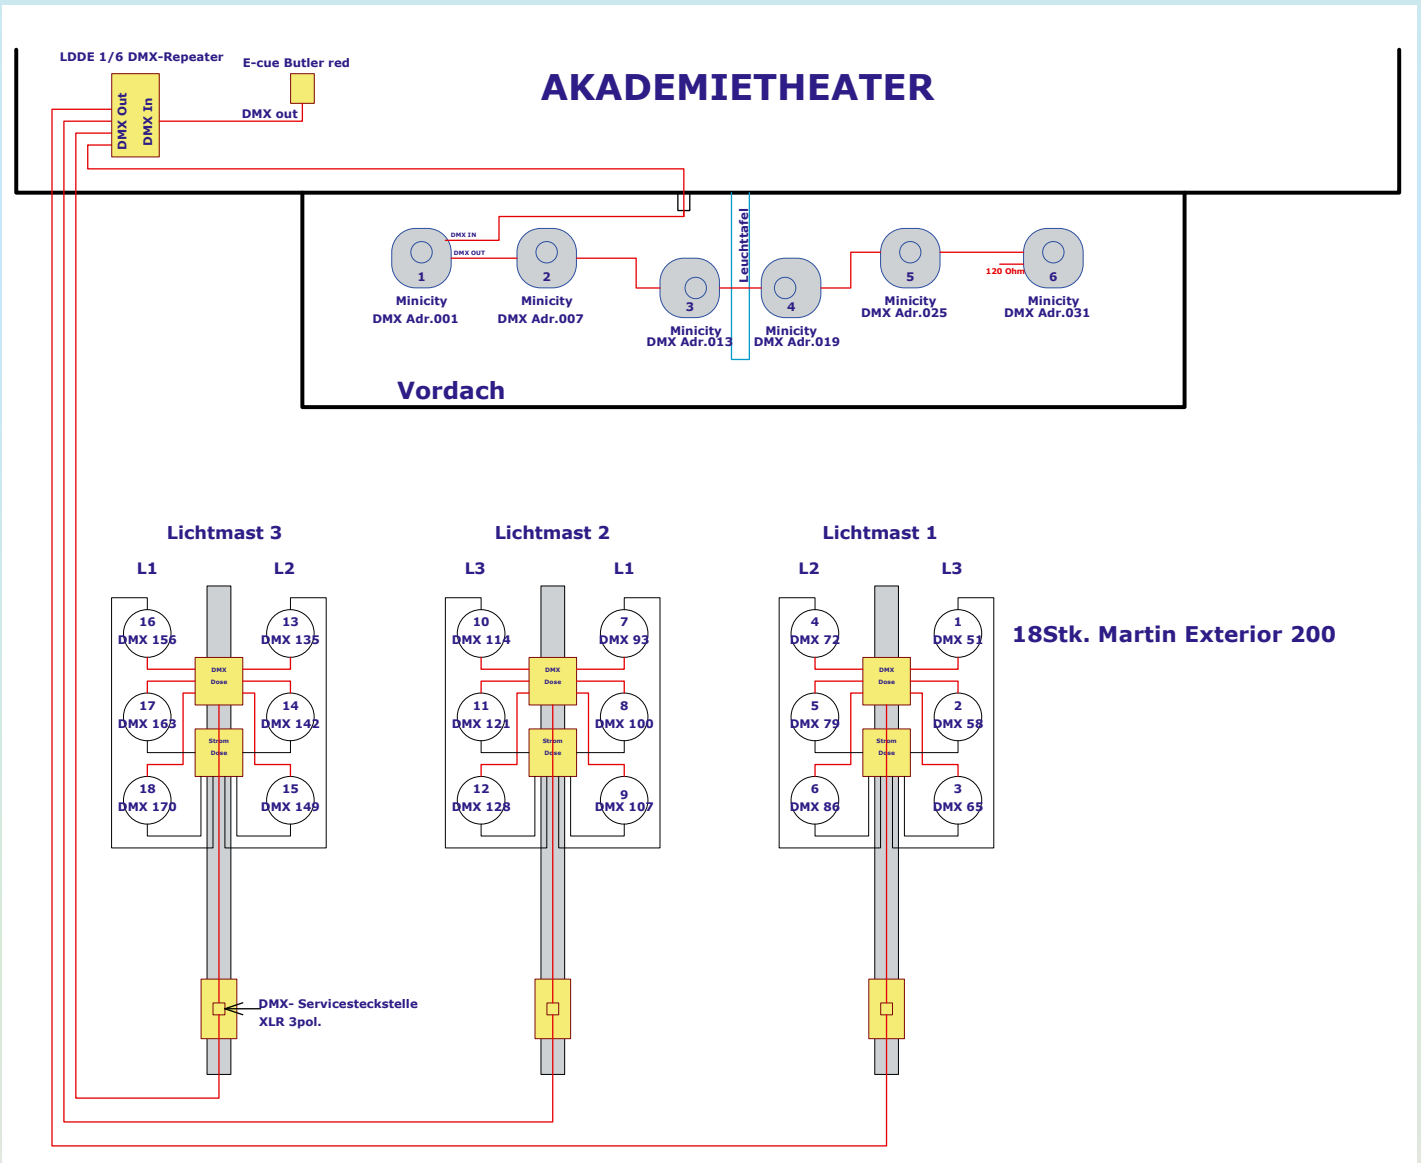 LDDE 1/6 DMX-Repeater
E-cue Butler red
AKADEMIETHEATER
DMX Out
DMX In
DMX out
Leuchttafel
DMX IN
DMX OUT
1
2
3
4
5
6
120 Ohm
Minicity
DMX Adr.001
Minicity
DMX Adr.007
Minicity
DMX Adr.013
Minicity
DMX Adr.019
Minicity
DMX Adr.025
Minicity
DMX Adr.031
Vordach
Lichtmast 3
L1
L2
16
DMX 156
13
DMX 135
DMX
Dose
17
DMX 163
14
DMX 142
Strom
Dose
18
DMX 170
15
DMX 149
DMX- Servicesteckstelle
XLR 3pol.
Lichtmast 2
L3
L1
10
DMX 114
7
DMX 93
DMX
Dose
11
DMX 121
8
DMX 100
Strom
Dose
12
DMX 128
9
DMX 107
Lichtmast 1
L2
L3
4
DMX 72
1
DMX 51
DMX
Dose
5
DMX 79
2
DMX 58
Strom
Dose
6
DMX 86
3
DMX 65
18Stk. Martin Exterior 200